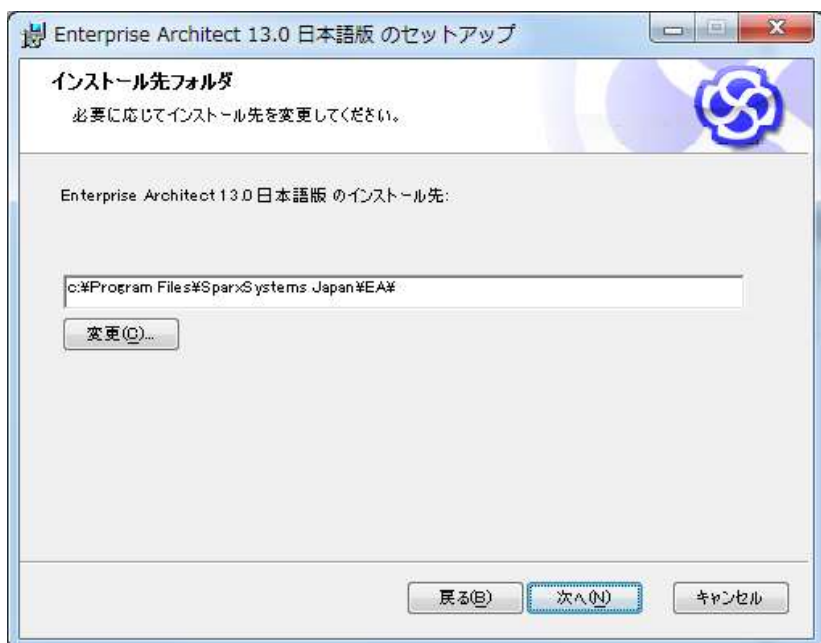 Enterprise Architect 13.0 日本語版 のセットアップ
インストール先フォルダ
必要に応じてインストール先を変更してください。
Enterprise Architect 13.0 日本語版 のインストール先:
c:¥Program Files¥SparxSystems Japan¥EA¥
変更(C)...
戻る(B) 次へ(N) キャンセル